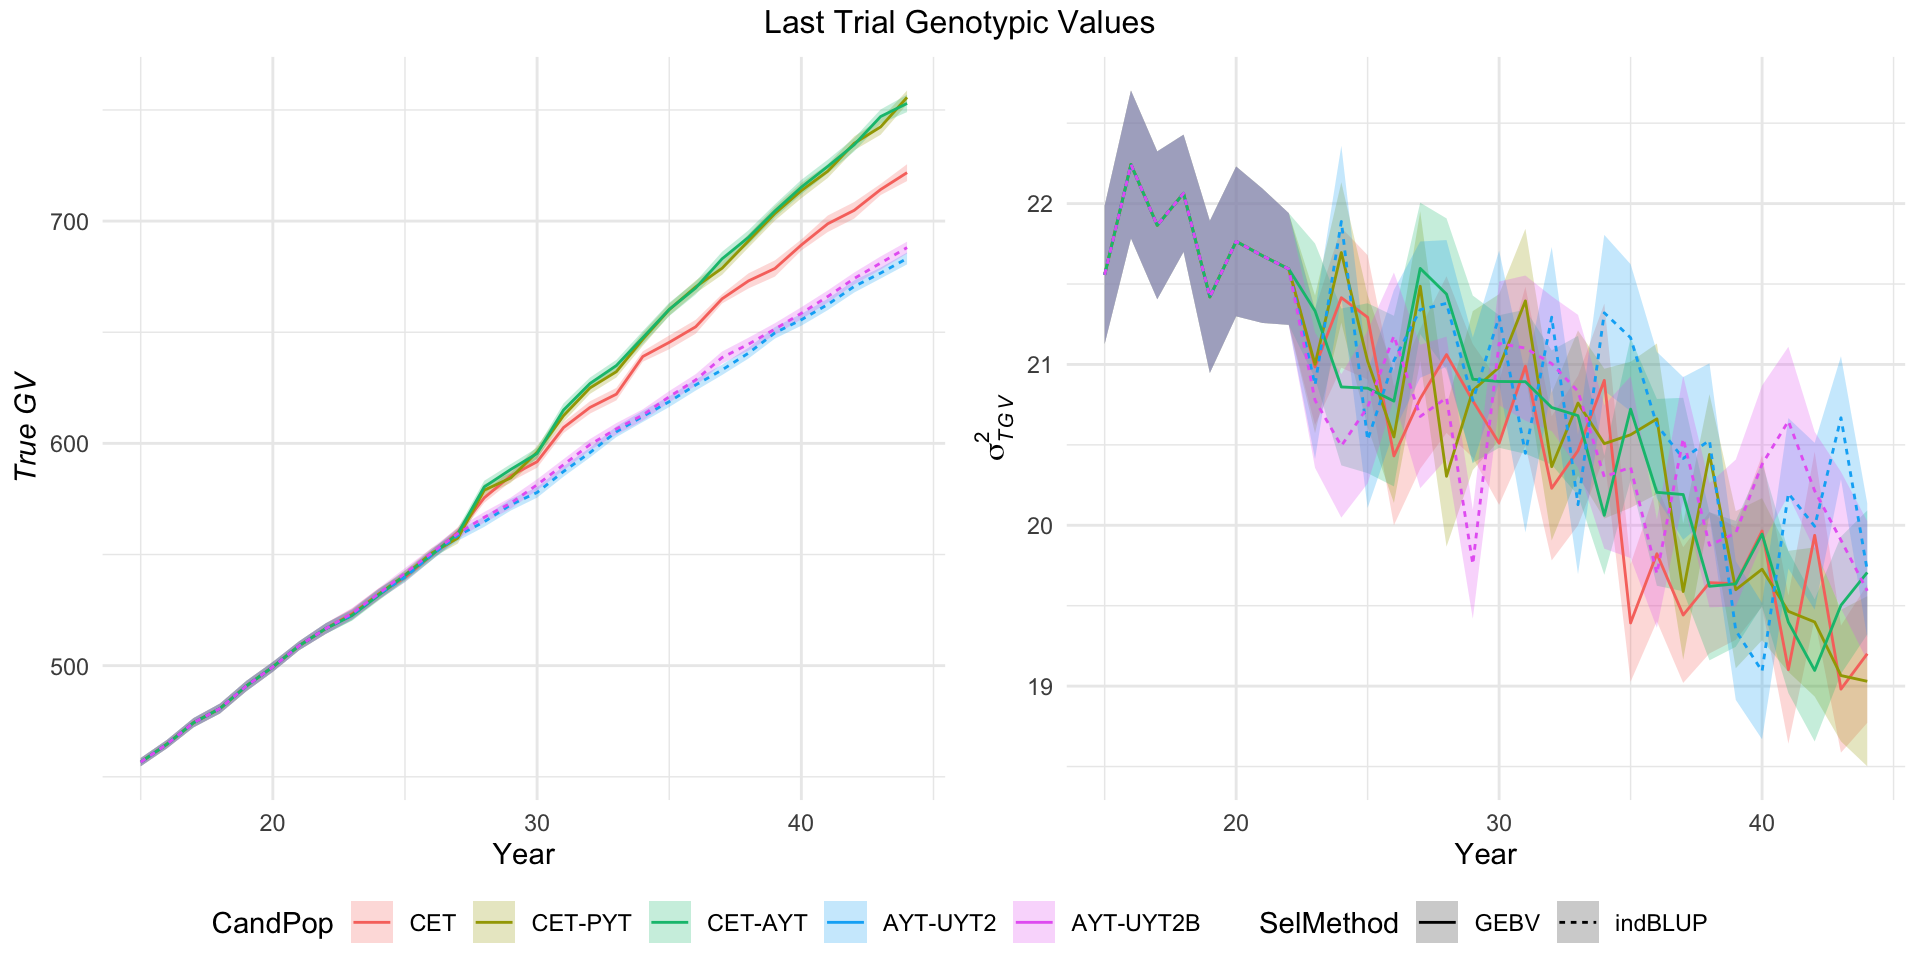 Last Trial Genotypic Values
True GV
700
600
500
20
30
40
Year
σ²TGV
22
21
20
19
20
30
40
Year
CandPop
CET
CET-PYT
CET-AYT
AYT-UYT2
AYT-UYT2B
SelMethod
GEBV
indBLUP